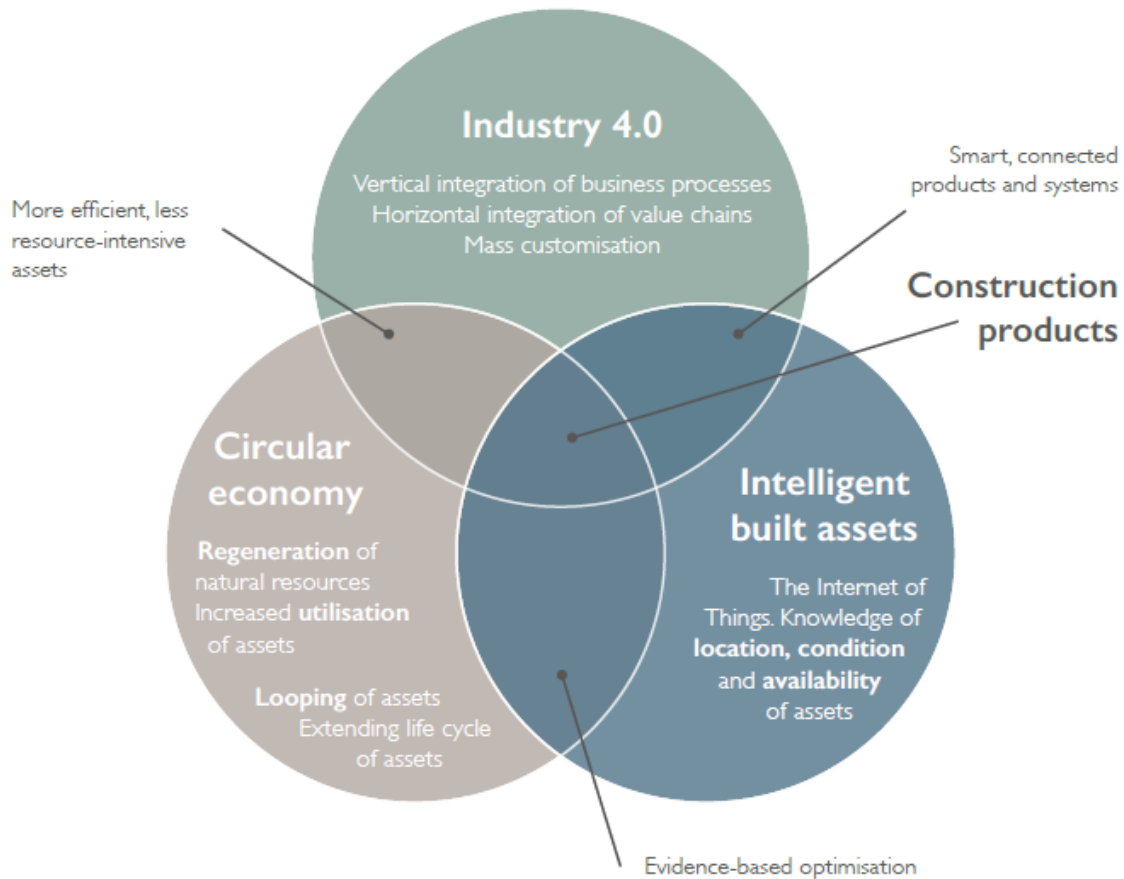 Industry 4.0
Vertical integration of business processes
Horizontal integration of value chains
Mass customisation
Smart, connected
products and systems
More efficient, less
resource-intensive
assets
Construction
products
Circular
economy
Regeneration of
natural resources
Increased utilisation
of assets
Looping of assets
Extending life cycle
of assets
Intelligent
built assets
The Internet of
Things. Knowledge of
location, condition
and availability
of assets
Evidence-based optimisation